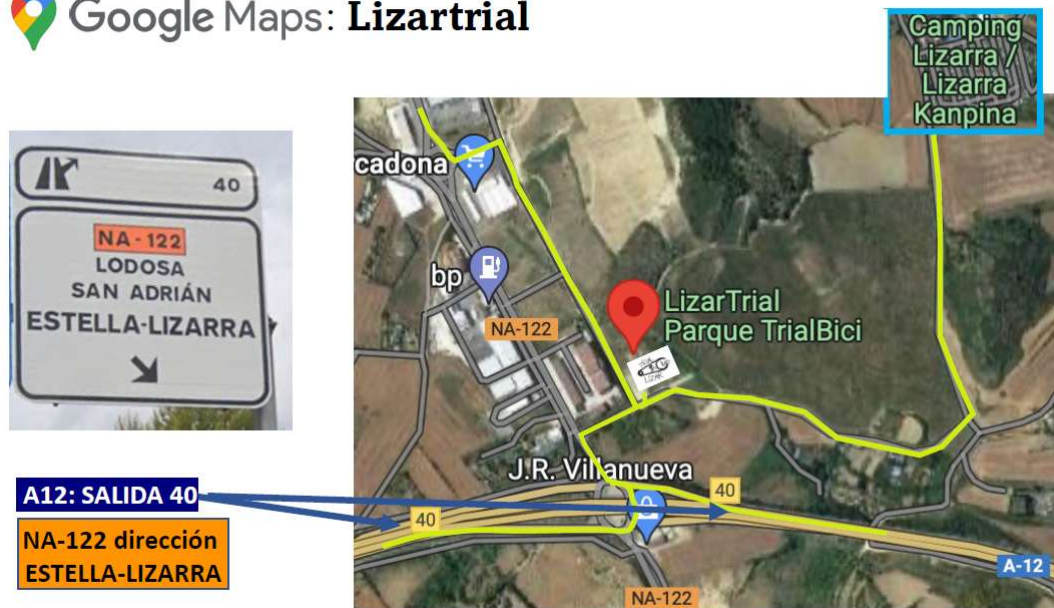 Google Maps: Lizartrial
Camping
Lizarra /
Lizarra
Kanpina
40
NA-122
LODOSA
SAN ADRIÁN
ESTELLA-LIZARRA
rcadona
bp
NA-122
LizarTrial
Parque TrialBici
J.R. Villanueva
40
40
A-12
NA-122
A12: SALIDA 40
NA-122 dirección
ESTELLA-LIZARRA